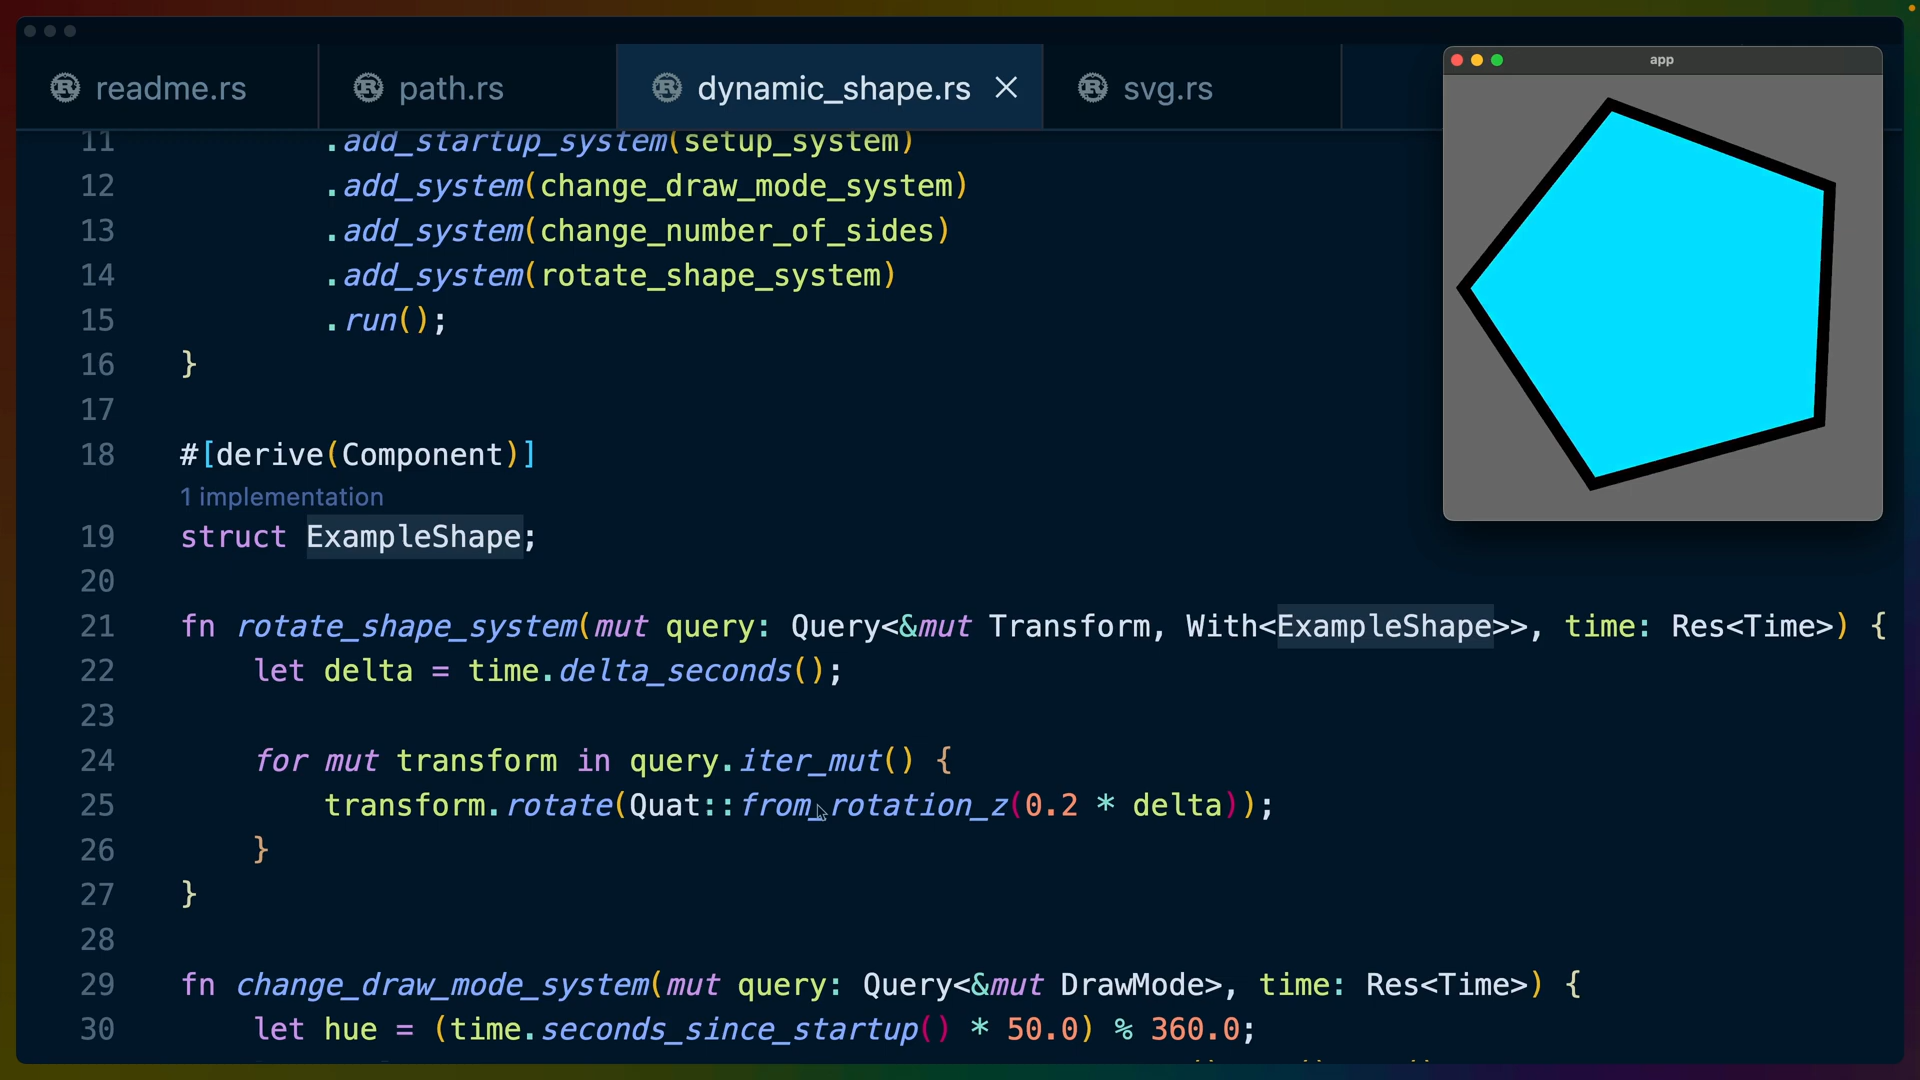 readme.rs
path.rs
dynamic_shape.rs
svg.rs
app
11 .add_startup_system(setup_system)
12 .add_system(change_draw_mode_system)
13 .add_system(change_number_of_sides)
14 .add_system(rotate_shape_system)
15 .run();
16 }
17
18 #[derive(Component)]
1 implementation
19 struct ExampleShape;
20
21 fn rotate_shape_system(mut query: Query<&mut Transform, With<ExampleShape>>, time: Res<Time>) {
22 let delta = time.delta_seconds();
23
24 for mut transform in query.iter_mut() {
25 transform.rotate(Quat::from_rotation_z(0.2 * delta));
26 }
27 }
28
29 fn change_draw_mode_system(mut query: Query<&mut DrawMode>, time: Res<Time>) {
30 let hue = (time.seconds_since_startup() * 50.0) % 360.0;